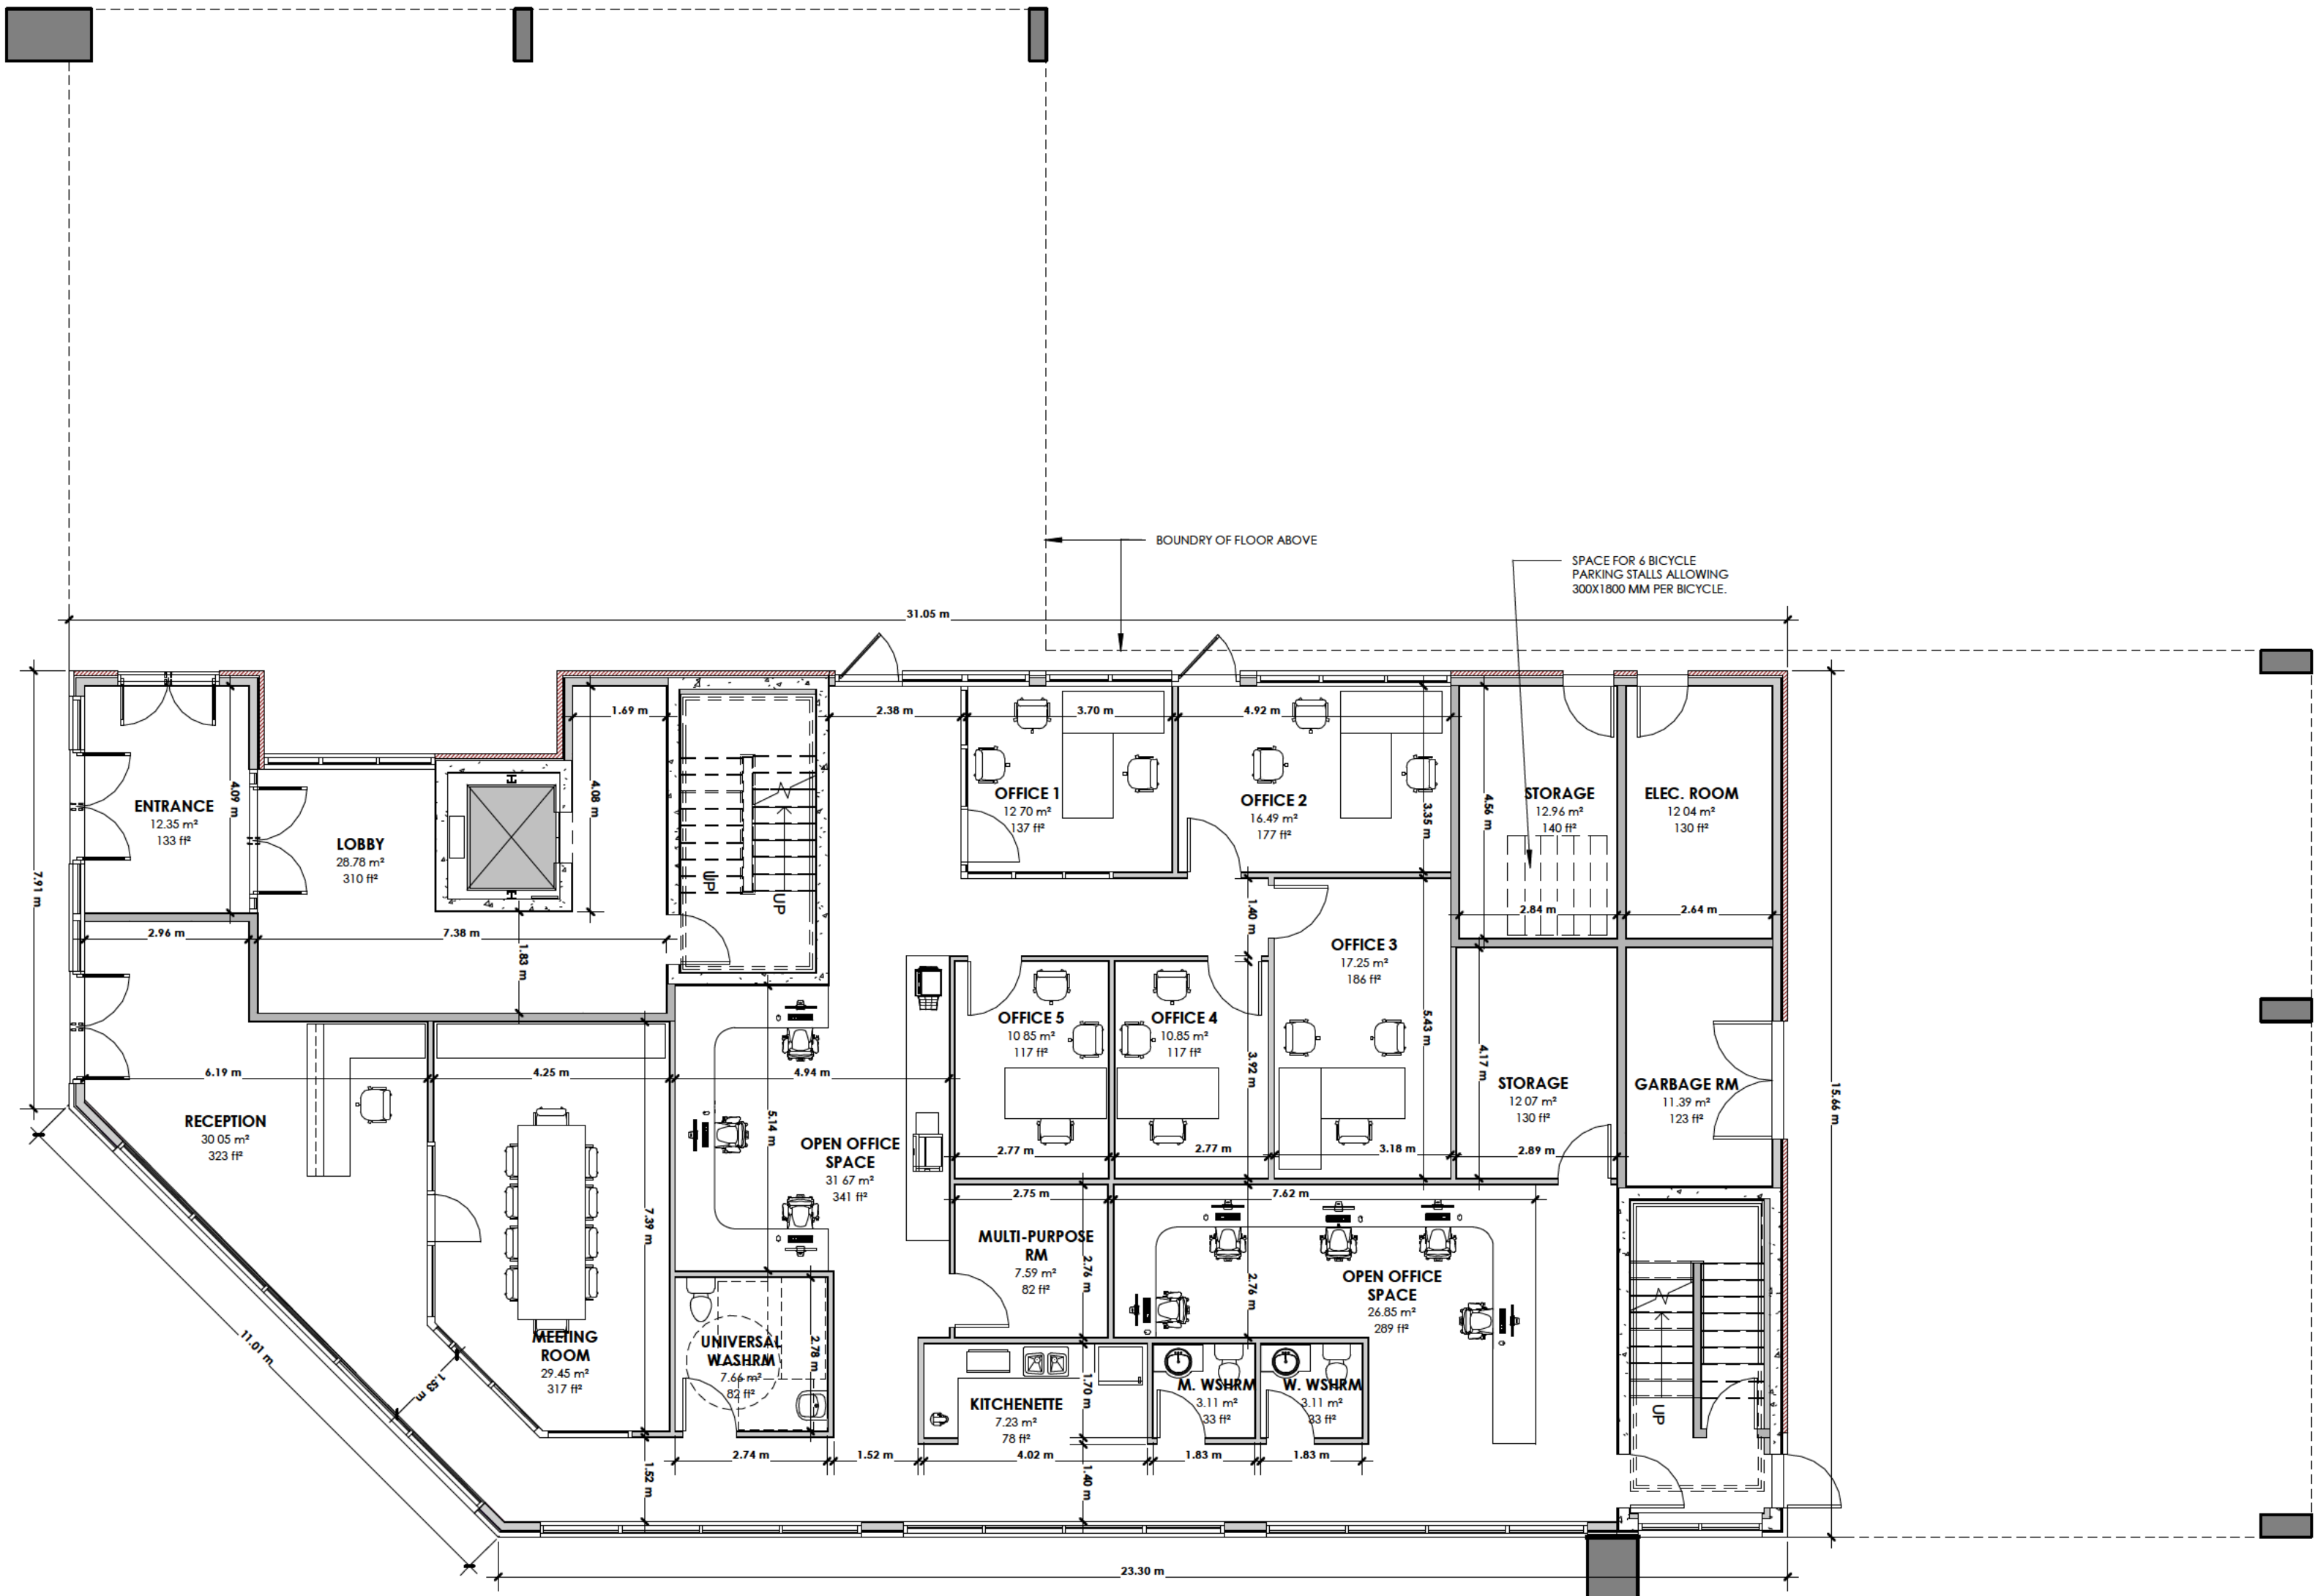 BOUNDRY OF FLOOR ABOVE
SPACE FOR 6 BICYCLE
PARKING STALLS ALLOWING
300X1800 MM PER BICYCLE.
31.05 m
7.91 m
15.66 m
11.01 m
23.30 m
ENTRANCE
12.35 m²
133 ft²
4.09 m
2.96 m
LOBBY
28.78 m²
310 ft²
7.38 m
1.83 m
1.69 m
4.08 m
UP
UP
2.38 m
3.70 m
4.92 m
OFFICE 1
12 70 m²
137 ft²
OFFICE 2
16.49 m²
177 ft²
3.35 m
STORAGE
12.96 m²
140 ft²
4.56 m
2.84 m
ELEC. ROOM
12 04 m²
130 ft²
2.64 m
1.40 m
OFFICE 3
17.25 m²
186 ft²
5.43 m
3.18 m
OFFICE 5
10 85 m²
117 ft²
2.77 m
OFFICE 4
10.85 m²
117 ft²
2.77 m
3.92 m
STORAGE
12 07 m²
130 ft²
4.17 m
2.89 m
GARBAGE RM
11.39 m²
123 ft²
6.19 m
4.25 m
4.94 m
RECEPTION
30 05 m²
323 ft²
OPEN OFFICE
SPACE
31 67 m²
341 ft²
5.14 m
7.39 m
MEETING
ROOM
29.45 m²
317 ft²
1.53 m
1.52 m
UNIVERSAL
WASHRM
7.66 m²
82 ft²
2.78 m
2.74 m
1.52 m
MULTI-PURPOSE
RM
7.59 m²
82 ft²
2.75 m
2.76 m
7.62 m
2.76 m
OPEN OFFICE
SPACE
26.85 m²
289 ft²
KITCHENETTE
7.23 m²
78 ft²
1.70 m
4.02 m
1.40 m
M. WSHRM
3.11 m²
33 ft²
1.83 m
W. WSHRM
3.11 m²
33 ft²
1.83 m
UP